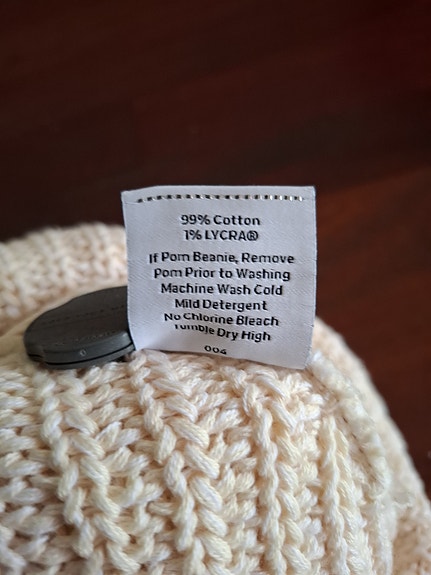 99% Cotton
1% LYCRA®
If Pom Beanie, Remove
Pom Prior to Washing
Machine Wash Cold
Mild Detergent
No Chlorine Bleach
Tumble Dry High
004